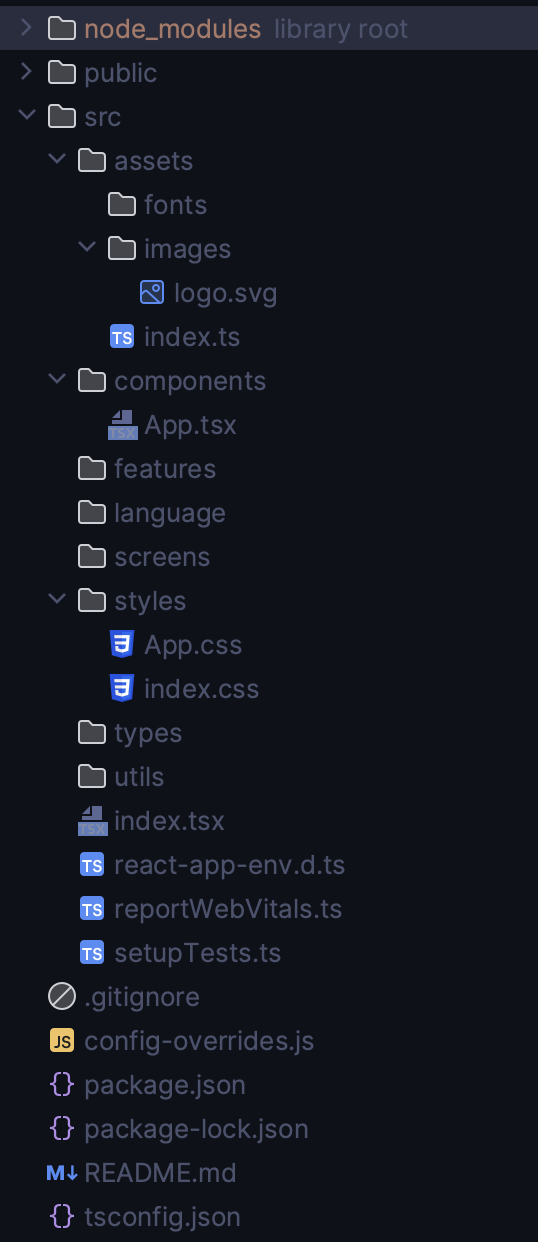 node_modules library root
public
src
assets
fonts
images
logo.svg
TS index.ts
components
TSX App.tsx
features
language
screens
styles
App.css
index.css
types
utils
TSX index.tsx
TS react-app-env.d.ts
TS reportWebVitals.ts
TS setupTests.ts
.gitignore
JS config-overrides.js
{} package.json
{} package-lock.json
M↓ README.md
{} tsconfig.json